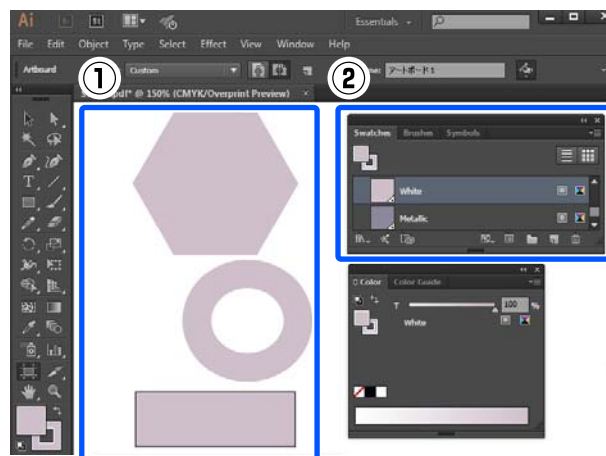 Ai St
Essentials
File Edit Object Type Select Effect View Window Help
Artboard Custom アートボード1
① ②
pdf* @ 150% (CMYK/Overprint Preview) ×
Swatches Brushes Symbols
White
Metallic
Color Color Guide
T 100 %
White